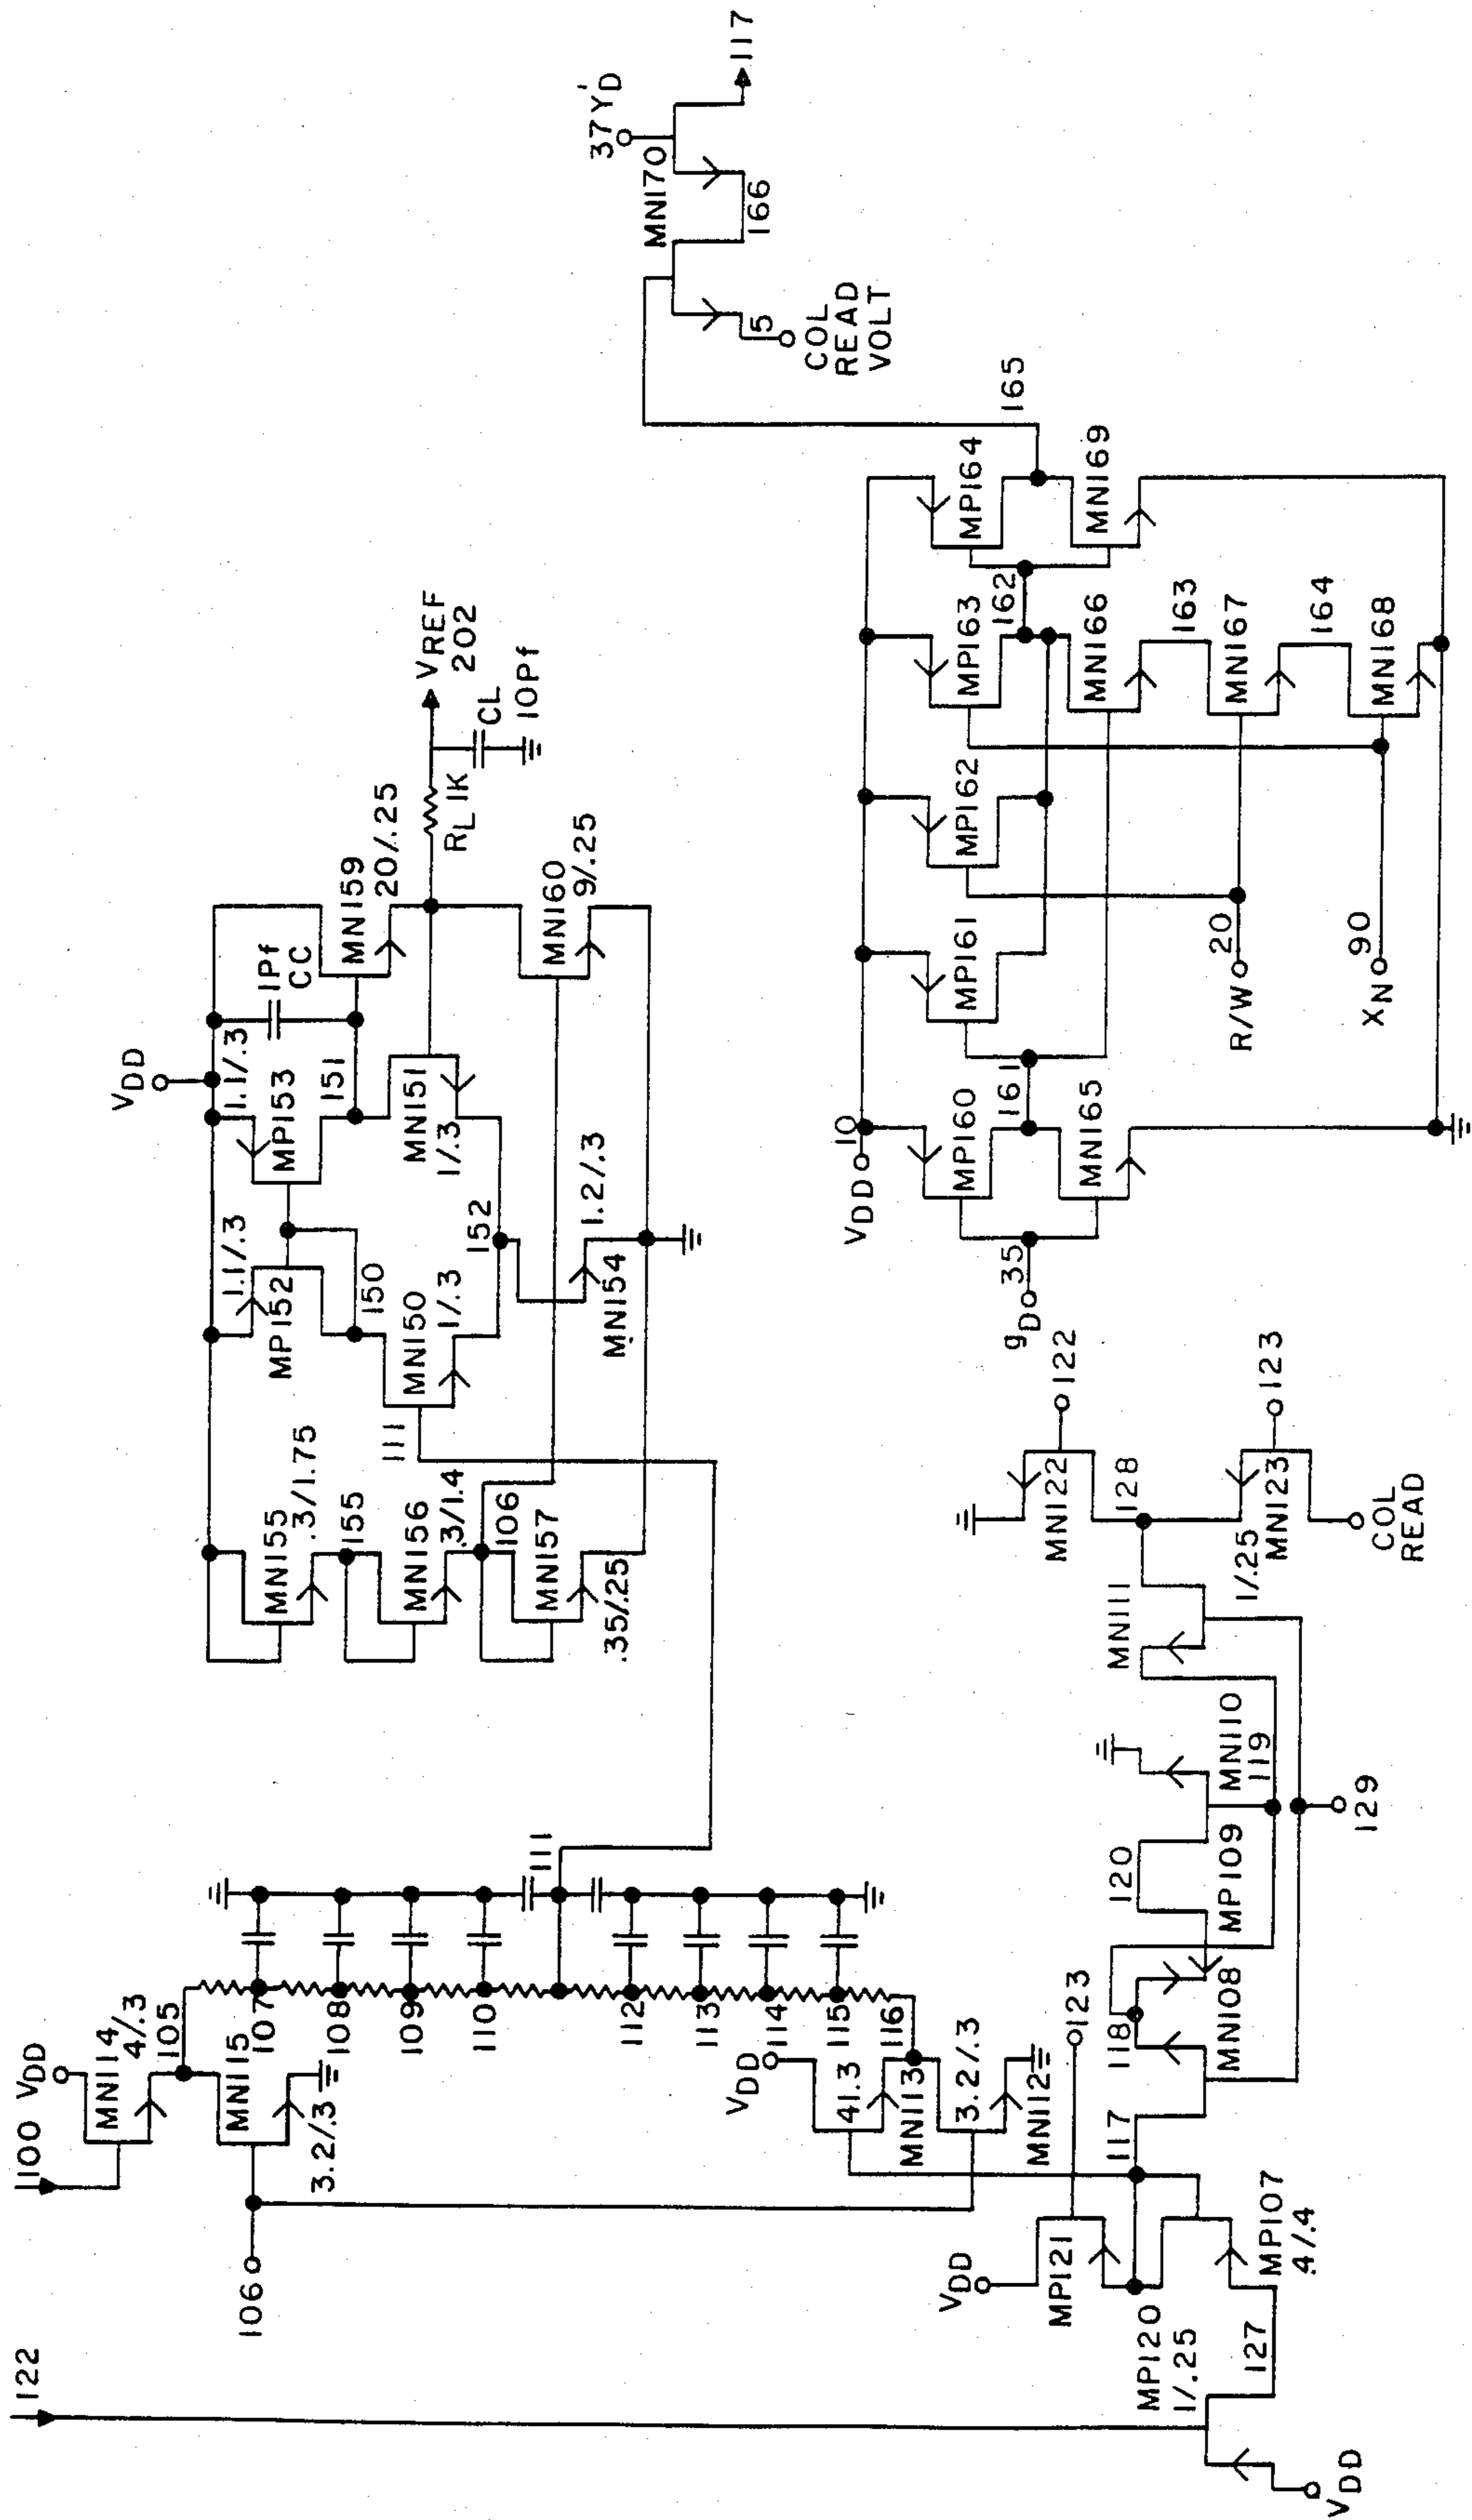 122
100
VDD
MN114
4/.3
105
MN115
3.2/.3
106
107
108
109
110
111
112
113
114
115
116
VDD
41.3
MN113
3.2/.3
MN112
VDD
MP121
123
117
118
MP120
1/.25
MP107
4/.4
127
VDD
MN108
MP109
120
MN110
119
129
MN111
128
MN122
122
1/.25
MN123
123
COL
READ
VDD
MN155
.3/1.75
155
MN156
.3/1.4
106
MN157
.35/.25
111
1.1/.3
MP152
150
MN150
1/.3
152
MN154
1.2/.3
1.1/.3
MP153
151
MN151
1/.3
1Pf
CC
MN159
20/.25
MN160
9/.25
RL 1K
VREF
202
CL
10Pf
VDD
10
gD
35
MP160
161
MN165
MP161
MP162
MP163
162
MN166
163
MN167
164
MN168
R/W
20
XN
90
MP164
MN169
165
COL
READ
VOLT
5
166
MN170
37
Y'D
117